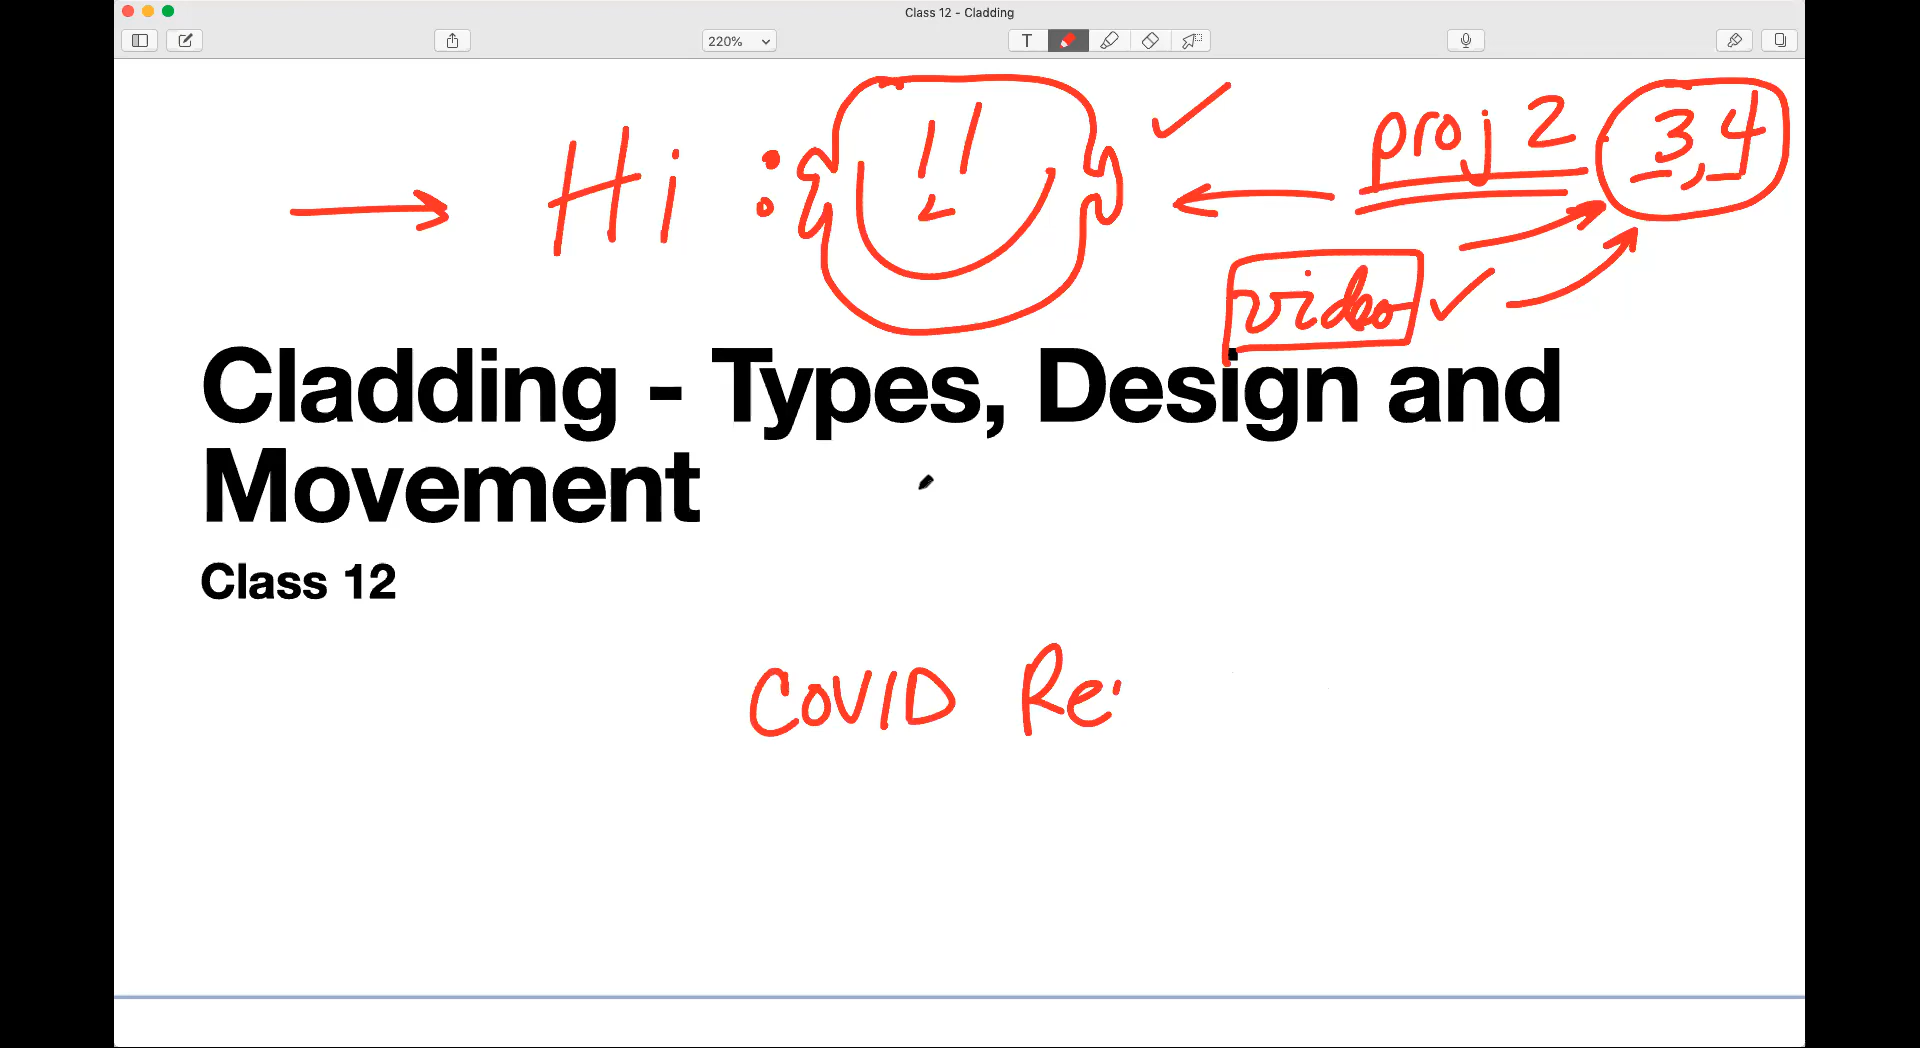 Class 12 - Cladding
220%
T
Hi :
proj 2 3, 4
video
Cladding - Types, Design and
Movement
Class 12
COVID Re